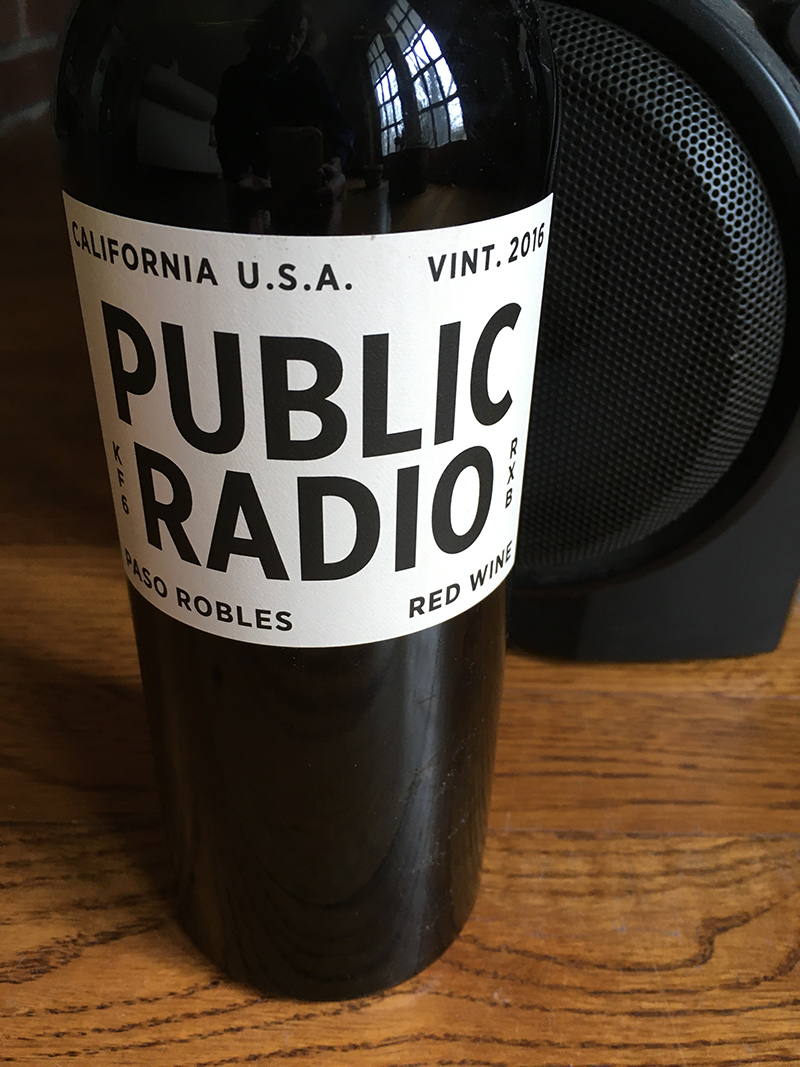 CALIFORNIA U.S.A. VINT. 2016
PUBLIC
KF6 RADIO RXB
PASO ROBLES RED WINE